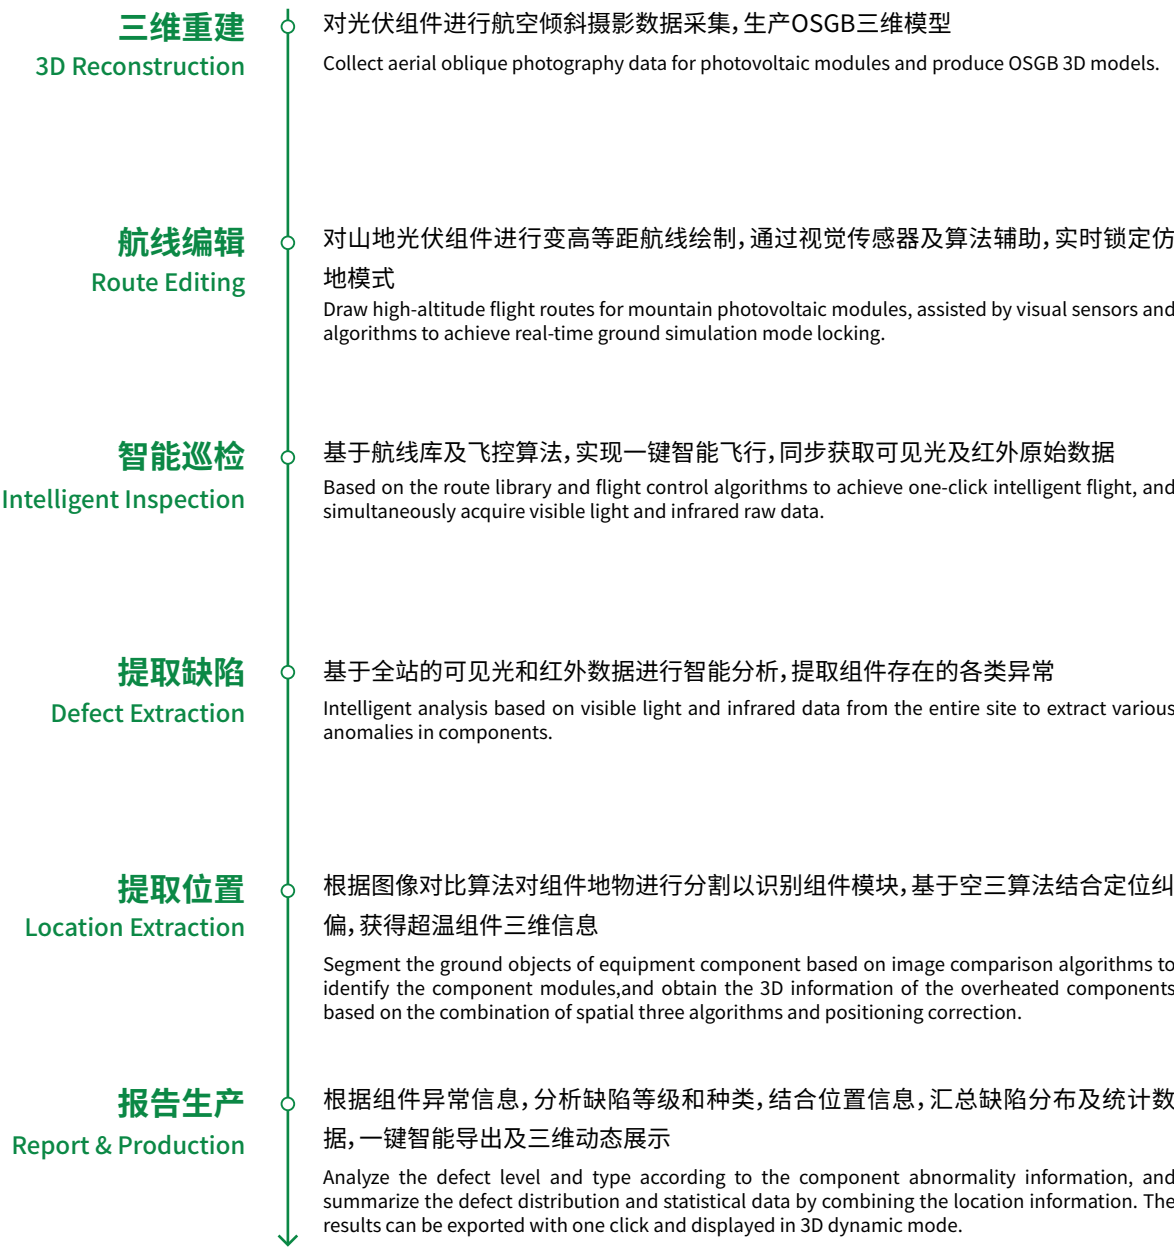 三维重建
3D Reconstruction
对光伏组件进行航空倾斜摄影数据采集,生产OSGB三维模型
Collect aerial oblique photography data for photovoltaic modules and produce OSGB 3D models.
航线编辑
Route Editing
对山地光伏组件进行变高等距航线绘制,通过视觉传感器及算法辅助,实时锁定仿
地模式
Draw high-altitude flight routes for mountain photovoltaic modules, assisted by visual sensors and
algorithms to achieve real-time ground simulation mode locking.
智能巡检
Intelligent Inspection
基于航线库及飞控算法,实现一键智能飞行,同步获取可见光及红外原始数据
Based on the route library and flight control algorithms to achieve one-click intelligent flight, and
simultaneously acquire visible light and infrared raw data.
提取缺陷
Defect Extraction
基于全站的可见光和红外数据进行智能分析,提取组件存在的各类异常
Intelligent analysis based on visible light and infrared data from the entire site to extract various
anomalies in components.
提取位置
Location Extraction
根据图像对比算法对组件地物进行分割以识别组件模块,基于空三算法结合定位纠
偏,获得超温组件三维信息
Segment the ground objects of equipment component based on image comparison algorithms to
identify the component modules,and obtain the 3D information of the overheated components
based on the combination of spatial three algorithms and positioning correction.
报告生产
Report & Production
根据组件异常信息,分析缺陷等级和种类,结合位置信息,汇总缺陷分布及统计数
据,一键智能导出及三维动态展示
Analyze the defect level and type according to the component abnormality information, and
summarize the defect distribution and statistical data by combining the location information. The
results can be exported with one click and displayed in 3D dynamic mode.